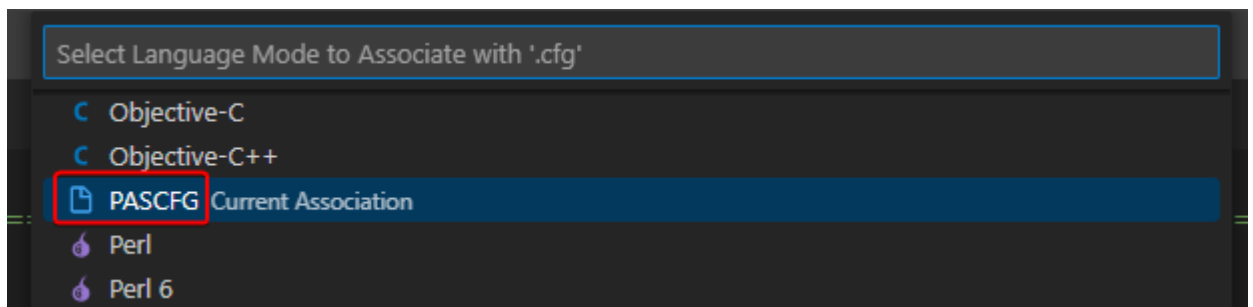 Select Language Mode to Associate with '.cfg'
Objective-C
Objective-C++
PASCFG Current Association
Perl
Perl 6